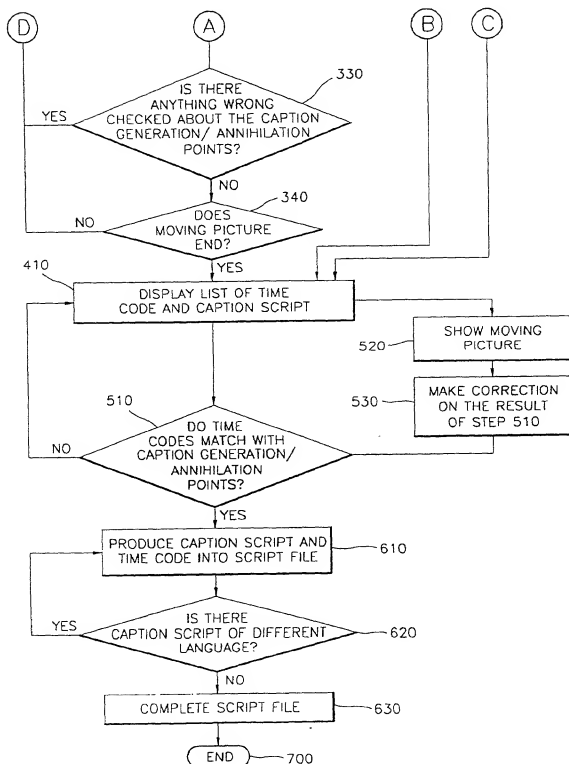 D
A
B
C
330
IS THERE
ANYTHING WRONG
CHECKED ABOUT THE CAPTION
GENERATION/ ANNIHILATION
POINTS?
YES
NO
340
DOES
MOVING PICTURE
END?
NO
YES
410
DISPLAY LIST OF TIME
CODE AND CAPTION SCRIPT
SHOW MOVING
PICTURE
520
MAKE CORRECTION
ON THE RESULT
OF STEP 510
530
510
DO TIME
CODES MATCH WITH
CAPTION GENERATION/
ANNIHILATION
POINTS?
NO
YES
PRODUCE CAPTION SCRIPT AND
TIME CODE INTO SCRIPT FILE
610
IS THERE
CAPTION SCRIPT OF DIFFERENT
LANGUAGE?
620
YES
NO
COMPLETE SCRIPT FILE
630
END
700